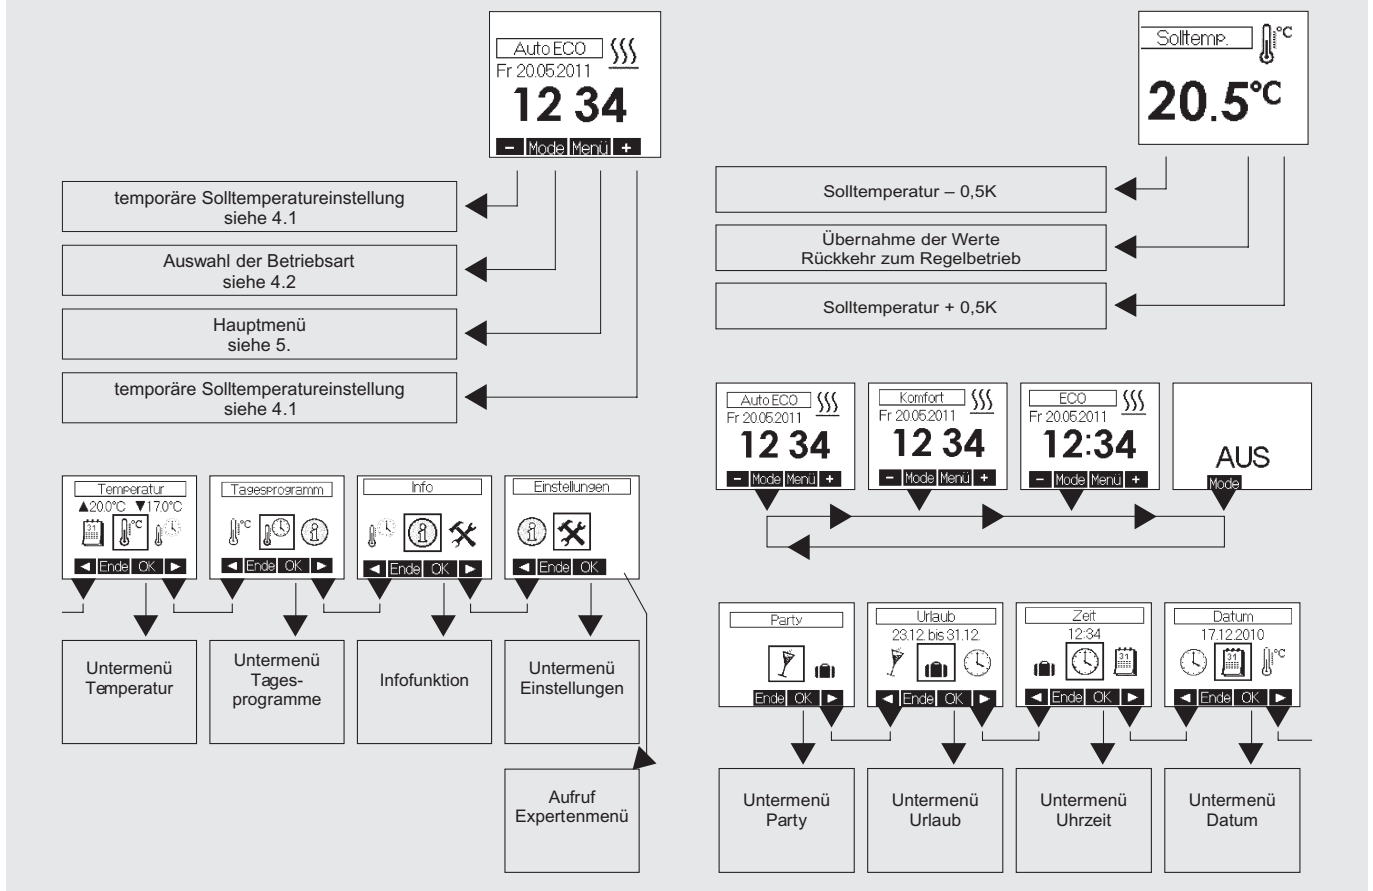 Auto ECO
Fr 20.05.2011
12 34
– Mode Menü +
temporäre Solltemperatureinstellung
siehe 4.1
Auswahl der Betriebsart
siehe 4.2
Hauptmenü
siehe 5.
temporäre Solltemperatureinstellung
siehe 4.1
Solltemp.
°C
20.5°C
Solltemperatur – 0,5K
Übernahme der Werte
Rückkehr zum Regelbetrieb
Solltemperatur + 0,5K
Auto ECO
Fr 20.05.2011
12 34
– Mode Menü +
Komfort
Fr 20.05.2011
12 34
– Mode Menü +
ECO
Fr 20.05.2011
12:34
– Mode Menü +
AUS
Mode
Temperatur
▲20.0°C ▼17.0°C
31 °C
◄ Ende OK ►
Tagesprogramm
°C
◄ Ende OK ►
Info
◄ Ende OK ►
Einstellungen
◄ Ende OK
Untermenü
Temperatur
Untermenü
Tages-
programme
Infofunktion
Untermenü
Einstellungen
Aufruf
Expertenmenü
Party
Ende OK ►
Urlaub
23.12. bis 31.12.
◄ Ende OK ►
Zeit
12:34
31
◄ Ende OK ►
Datum
17.12.2010
31 °C
◄ Ende OK ►
Untermenü
Party
Untermenü
Urlaub
Untermenü
Uhrzeit
Untermenü
Datum